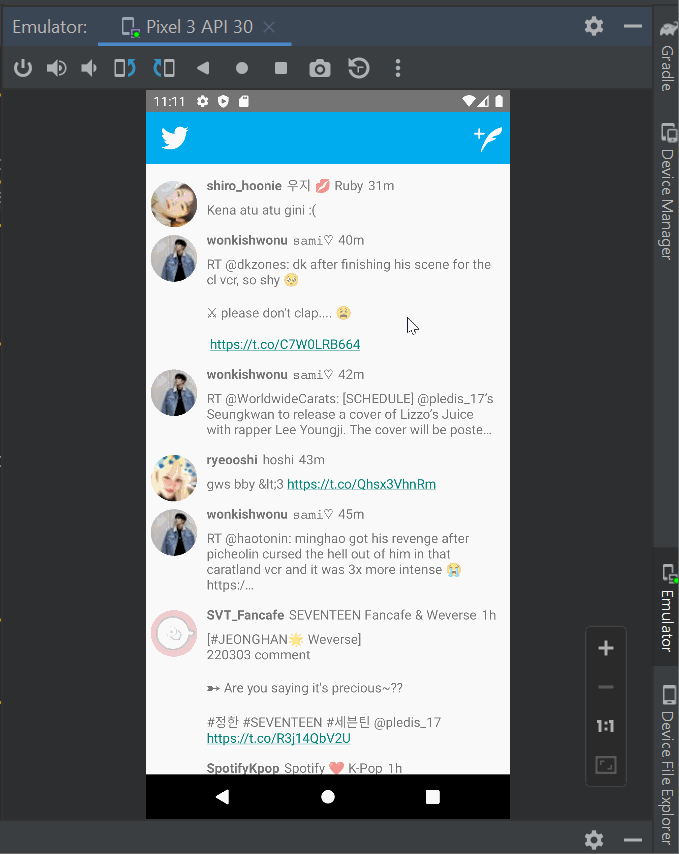 Emulator: Pixel 3 API 30
11:11
shiro_hoonie 우지 💋 Ruby 31m
Kena atu atu gini :(
wonkishwonu 𝚜𝚊𝚖𝚒♡ 40m
RT @dkzones: dk after finishing his scene for the
cl vcr, so shy 🥺
⚔ please don't clap.... 😫
https://t.co/C7W0LRB664
wonkishwonu 𝚜𝚊𝚖𝚒♡ 42m
RT @WorldwideCarats: [SCHEDULE] @pledis_17's
Seungkwan to release a cover of Lizzo's Juice
with rapper Lee Youngji. The cover will be poste...
ryeooshi hoshi 43m
gws bby &lt;3 https://t.co/Qhsx3VhnRm
wonkishwonu 𝚜𝚊𝚖𝚒♡ 45m
RT @haotonin: minghao got his revenge after
picheolin cursed the hell out of him in that
caratland vcr and it was 3x more intense 😭
https:/...
SVT_Fancafe SEVENTEEN Fancafe & Weverse 1h
[#JEONGHAN🌟 Weverse]
220303 comment
➸ Are you saying it's precious~??
#정한 #SEVENTEEN #세븐틴 @pledis_17
https://t.co/R3j14QbV2U
SpotifyKpop Spotify ❤️ K-Pop 1h
Gradle
Device Manager
Emulator
Device File Explorer
1:1